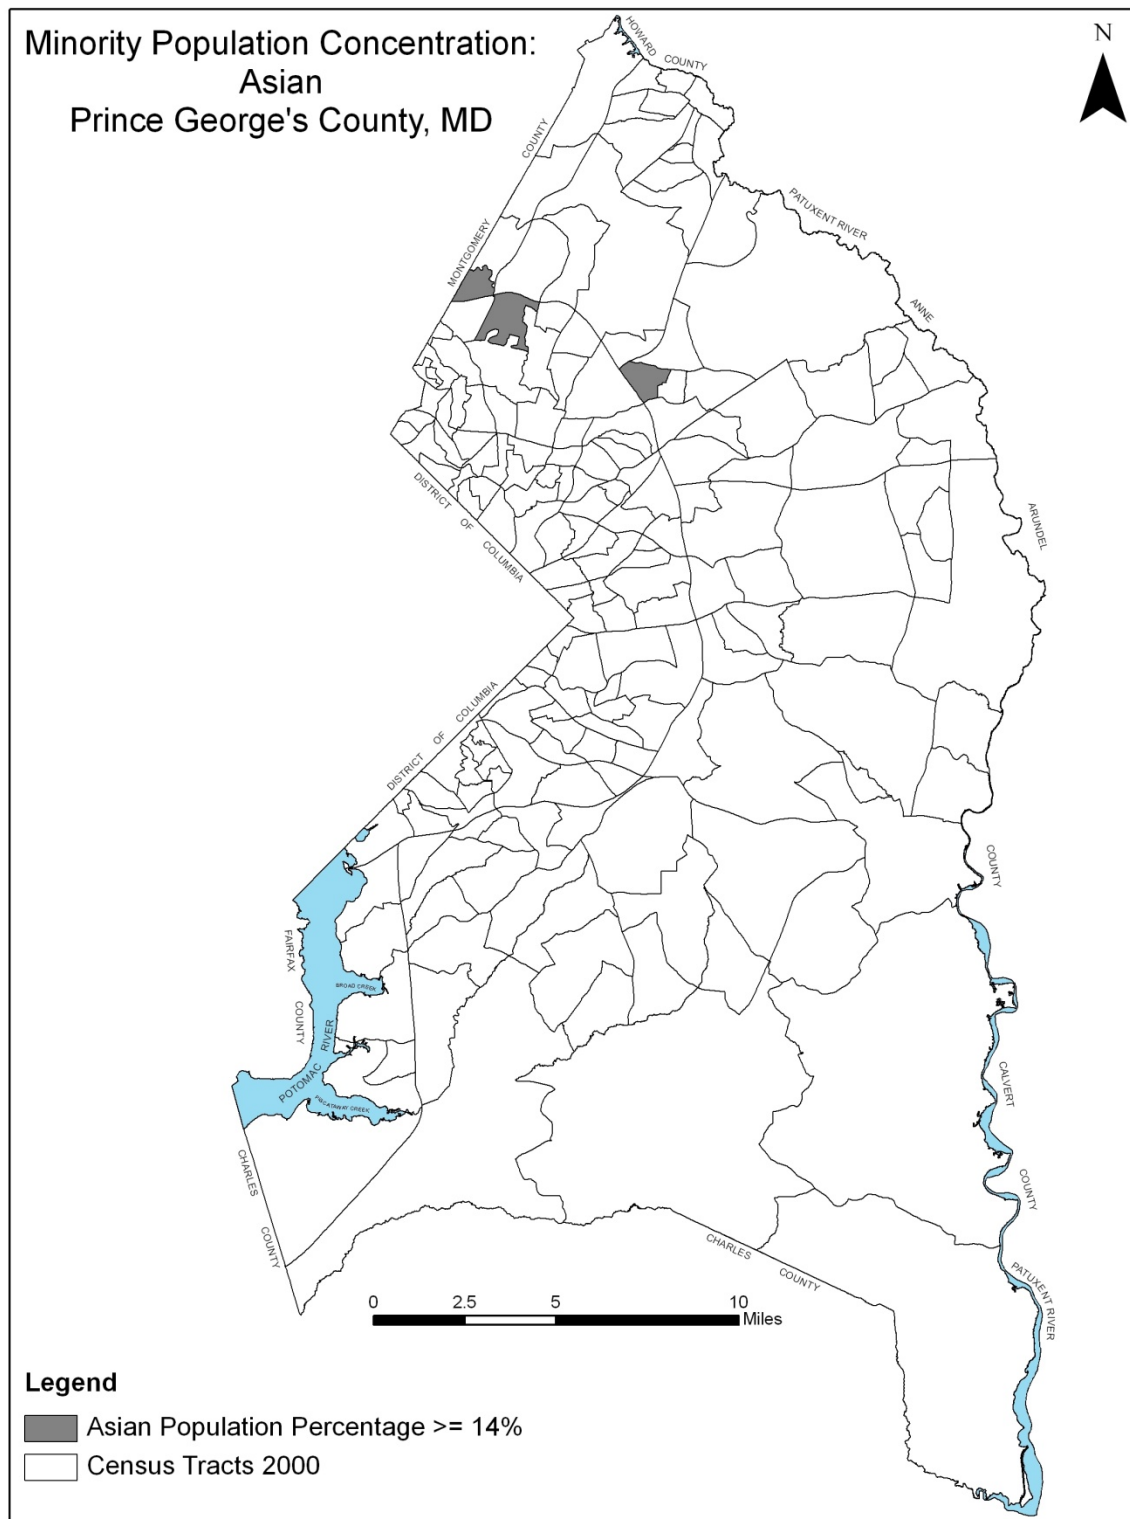 Minority Population Concentration:
Asian
Prince George's County, MD
N
HOWARD
COUNTY
COUNTY
MONTGOMERY
PATUXENT RIVER
ANNE
ARUNDEL
DISTRICT OF COLUMBIA
DISTRICT OF COLUMBIA
COUNTY
FAIRFAX
COUNTY
BROAD CREEK
POTOMAC RIVER
PISCATAWAY CREEK
CALVERT
COUNTY
CHARLES
COUNTY
CHARLES
COUNTY
PATUXENT RIVER
0 2.5 5 10
Miles
Legend
Asian Population Percentage >= 14%
Census Tracts 2000